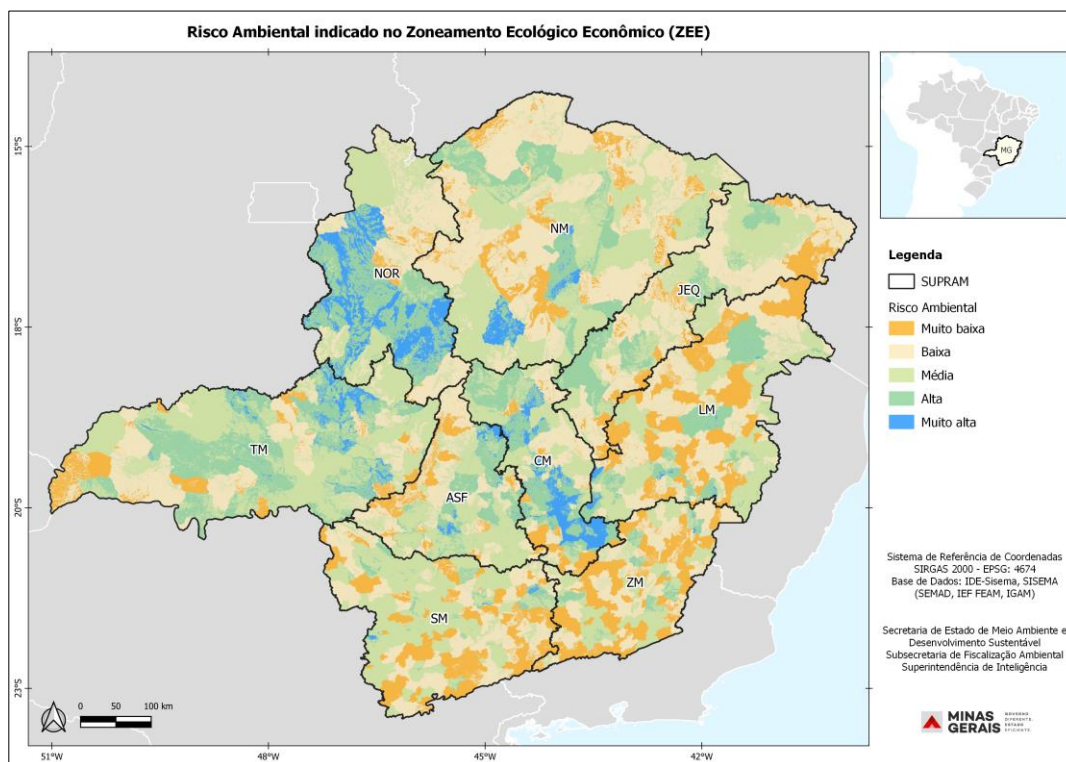 Risco Ambiental indicado no Zoneamento Ecológico Econômico (ZEE)
15°S
18°S
20°S
23°S
51°W
48°W
45°W
42°W
NM
NOR
JEQ
LM
TM
CM
ASF
ZM
SM
0 50 100 km
MG
Legenda
SUPRAM
Risco Ambiental
Muito baixa
Baixa
Média
Alta
Muito alta
Sistema de Referência de Coordenadas
SIRGAS 2000 - EPSG: 4674
Base de Dados: IDE-Sisema, SISEMA
(SEMAD, IEF FEAM, IGAM)
Secretaria de Estado de Meio Ambiente e
Desenvolvimento Sustentável
Subsecretaria de Fiscalização Ambiental
Superintendência de Inteligência
MINAS
GERAIS
GOVERNO
DIFERENTE.
ESTADO
EFICIENTE.